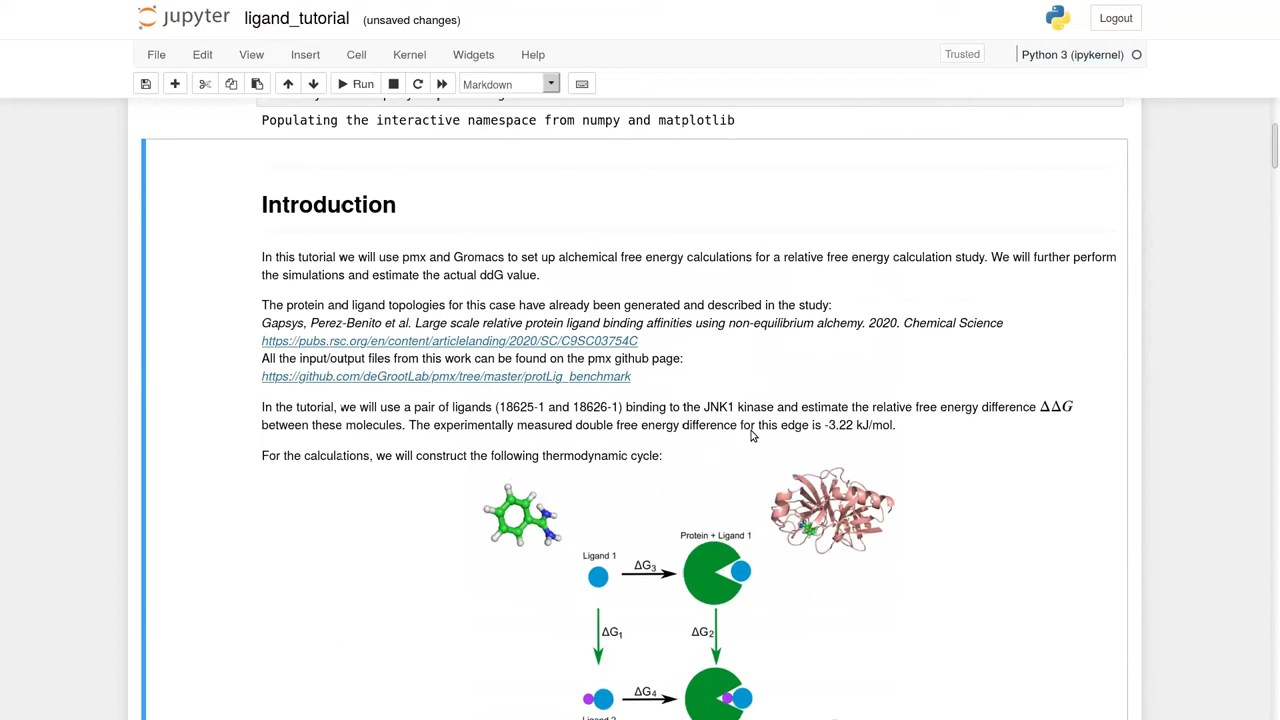 jupyter ligand_tutorial (unsaved changes)
Logout
File Edit View Insert Cell Kernel Widgets Help
Trusted
Python 3 (ipykernel)
Run
Markdown
Populating the interactive namespace from numpy and matplotlib
Introduction
In this tutorial we will use pmx and Gromacs to set up alchemical free energy calculations for a relative free energy calculation study. We will further perform
the simulations and estimate the actual ddG value.
The protein and ligand topologies for this case have already been generated and described in the study:
Gapsys, Perez-Benito et al. Large scale relative protein ligand binding affinities using non-equilibrium alchemy. 2020. Chemical Science
https://pubs.rsc.org/en/content/articlelanding/2020/SC/C9SC03754C
All the input/output files from this work can be found on the pmx github page:
https://github.com/deGrootLab/pmx/tree/master/protLig_benchmark
In the tutorial, we will use a pair of ligands (18625-1 and 18626-1) binding to the JNK1 kinase and estimate the relative free energy difference ΔΔG
between these molecules. The experimentally measured double free energy difference for this edge is -3.22 kJ/mol.
For the calculations, we will construct the following thermodynamic cycle:
Protein + Ligand 1
Ligand 1
ΔG₃
ΔG₁
ΔG₂
ΔG₄